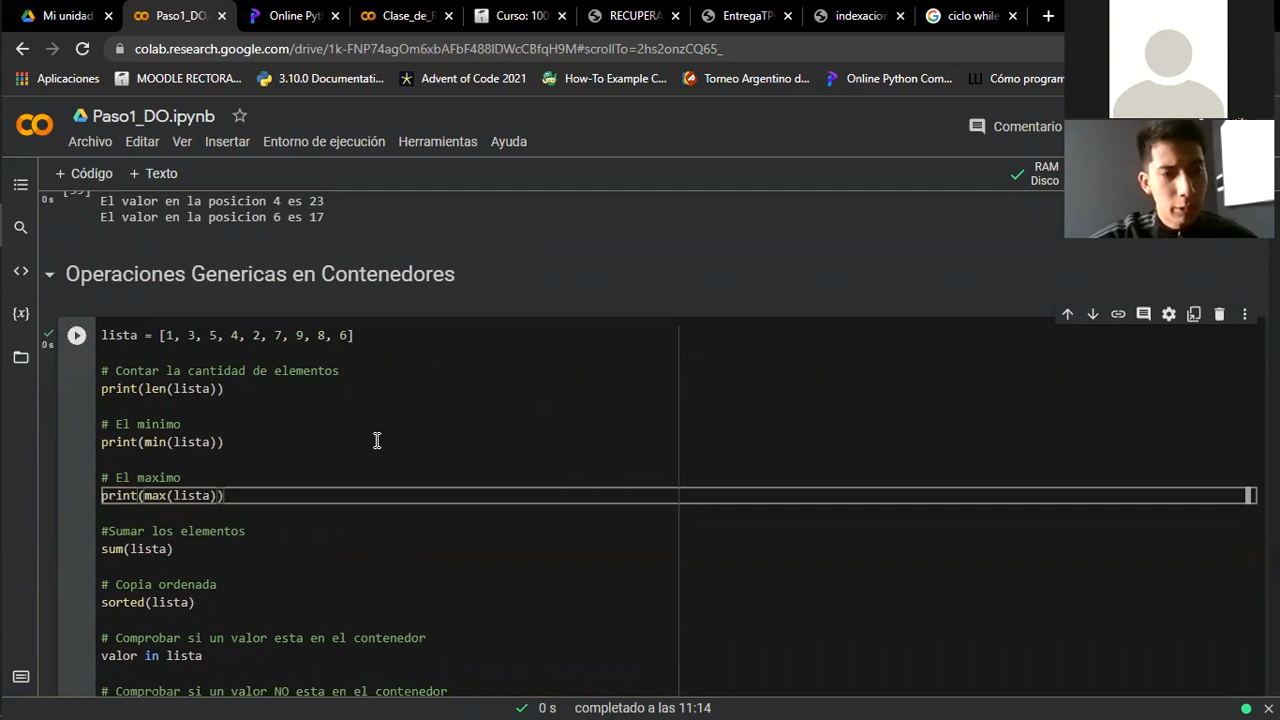 Mi unidad
Paso1_DO.
Online Pyt
Clase_de_F
Curso: 100
RECUPERA
EntregaTP
indexacion
ciclo while
colab.research.google.com/drive/1k-FNP74agOm6xbAFbF488IDWcCBfqH9M#scrollTo=2hs2onzCQ65_
Aplicaciones
MOODLE RECTORA...
3.10.0 Documentati...
Advent of Code 2021
How-To Example C...
Torneo Argentino d...
Online Python Com...
Cómo program
Paso1_DO.ipynb
Archivo Editar Ver Insertar Entorno de ejecución Herramientas Ayuda
Comentario
+ Código + Texto
RAM
Disco
0 s
El valor en la posicion 4 es 23
El valor en la posicion 6 es 17
Operaciones Genericas en Contenedores
0 s
lista = [1, 3, 5, 4, 2, 7, 9, 8, 6]
# Contar la cantidad de elementos
print(len(lista))
# El minimo
print(min(lista))
# El maximo
print(max(lista))
#Sumar los elementos
sum(lista)
# Copia ordenada
sorted(lista)
# Comprobar si un valor esta en el contenedor
valor in lista
# Comprobar si un valor NO esta en el contenedor
0 s completado a las 11:14